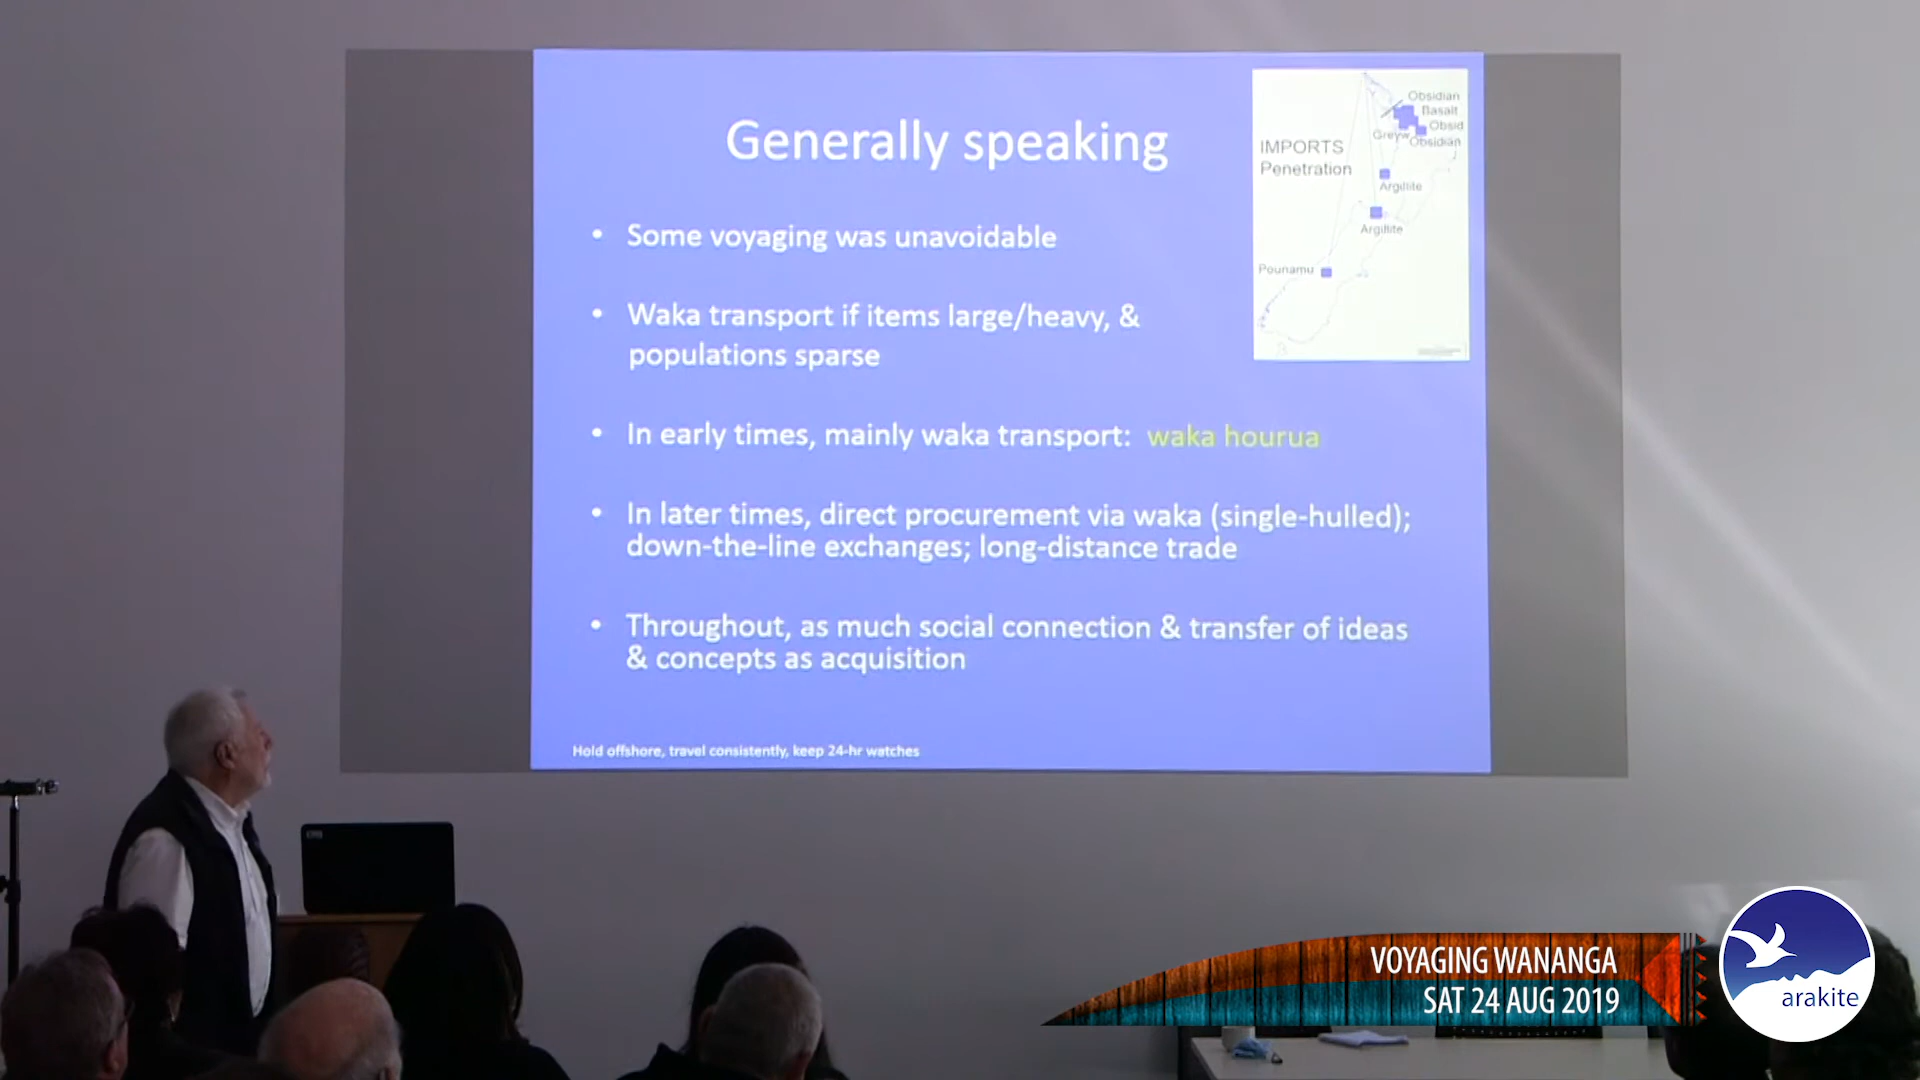 Generally speaking
• Some voyaging was unavoidable
• Waka transport if items large/heavy, &
populations sparse
• In early times, mainly waka transport: waka hourua
• In later times, direct procurement via waka (single-hulled);
down-the-line exchanges; long-distance trade
• Throughout, as much social connection & transfer of ideas
& concepts as acquisition
Hold offshore, travel consistently, keep 24-hr watches
IMPORTS
Penetration
Obsidian
Basalt
Obsid
Greyw
Obsidian
Argillite
Argillite
Pounamu
VOYAGING WANANGA
SAT 24 AUG 2019
arakite